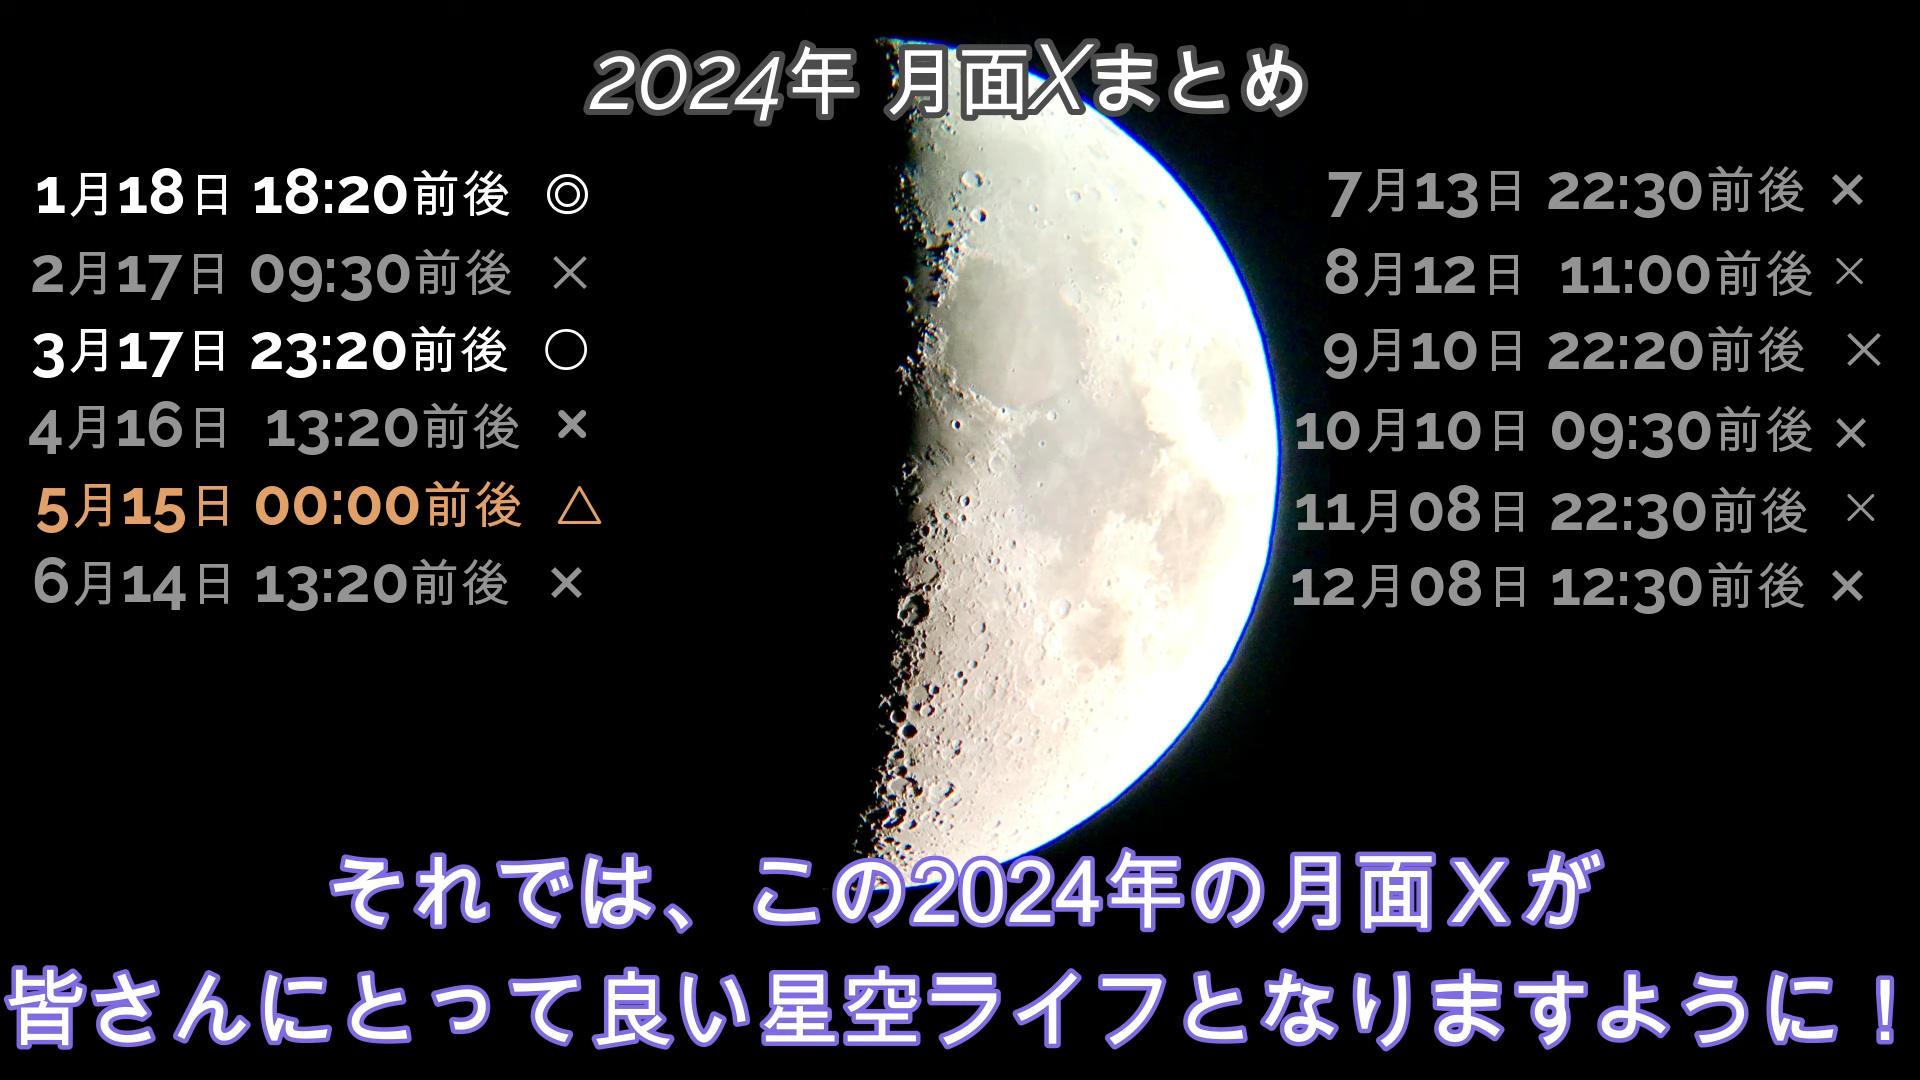 2024年 月面Xまとめ
1月18日 18:20前後 ◎
2月17日 09:30前後 ×
3月17日 23:20前後 ○
4月16日 13:20前後 ×
5月15日 00:00前後 △
6月14日 13:20前後 ×
7月13日 22:30前後 ×
8月12日 11:00前後 ×
9月10日 22:20前後 ×
10月10日 09:30前後 ×
11月08日 22:30前後 ×
12月08日 12:30前後 ×
それでは、この2024年の月面Xが
皆さんにとって良い星空ライフとなりますように！